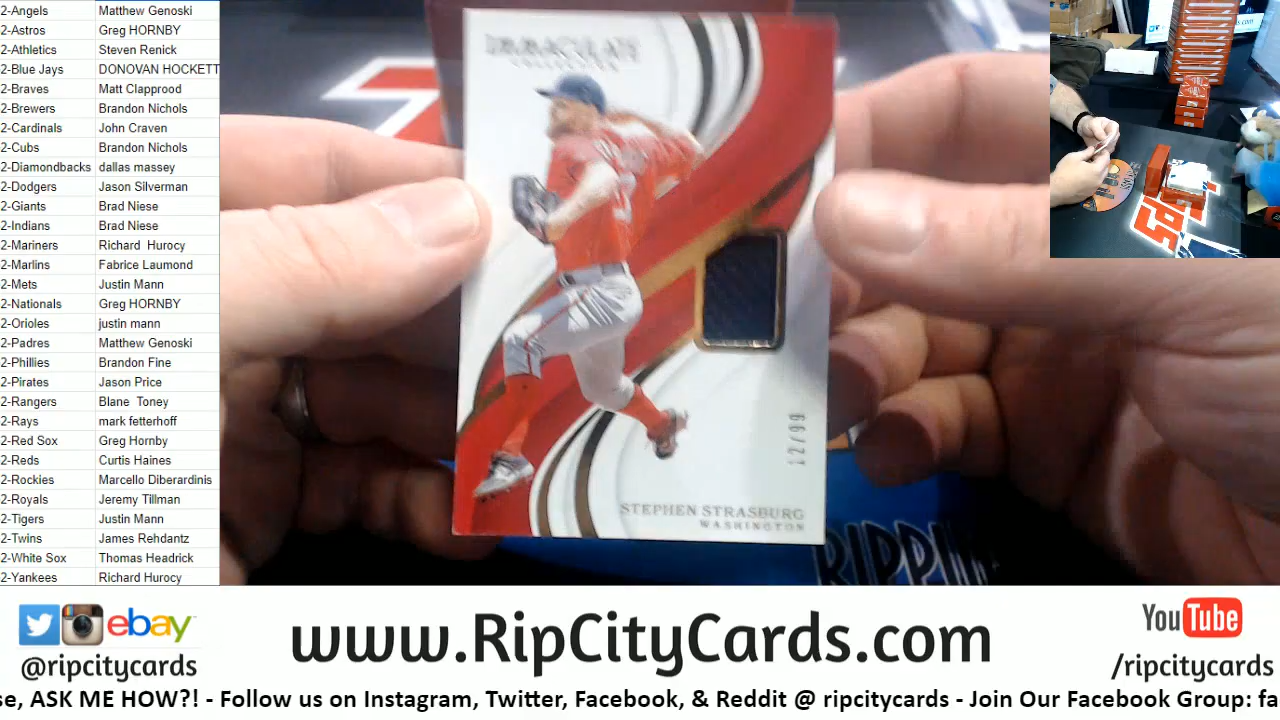 2-Angels Matthew Genoski
2-Astros Greg HORNBY
2-Athletics Steven Renick
2-Blue Jays DONOVAN HOCKETT
2-Braves Matt Clapprood
2-Brewers Brandon Nichols
2-Cardinals John Craven
2-Cubs Brandon Nichols
2-Diamondbacks dallas massey
2-Dodgers Jason Silverman
2-Giants Brad Niese
2-Indians Brad Niese
2-Mariners Richard Hurocy
2-Marlins Fabrice Laumond
2-Mets Justin Mann
2-Nationals Greg HORNBY
2-Orioles justin mann
2-Padres Matthew Genoski
2-Phillies Brandon Fine
2-Pirates Jason Price
2-Rangers Blane Toney
2-Rays mark fetterhoff
2-Red Sox Greg Hornby
2-Reds Curtis Haines
2-Rockies Marcello Diberardinis
2-Royals Jeremy Tillman
2-Tigers Justin Mann
2-Twins James Rehdantz
2-White Sox Thomas Headrick
2-Yankees Richard Hurocy
IMMACULATE
COLLECTION
12/99
STEPHEN STRASBURG
WASHINGTON
ebay
@ripcitycards
www.RipCityCards.com
YouTube
/ripcitycards
se, ASK ME HOW?! - Follow us on Instagram, Twitter, Facebook, & Reddit @ ripcitycards - Join Our Facebook Group: fa